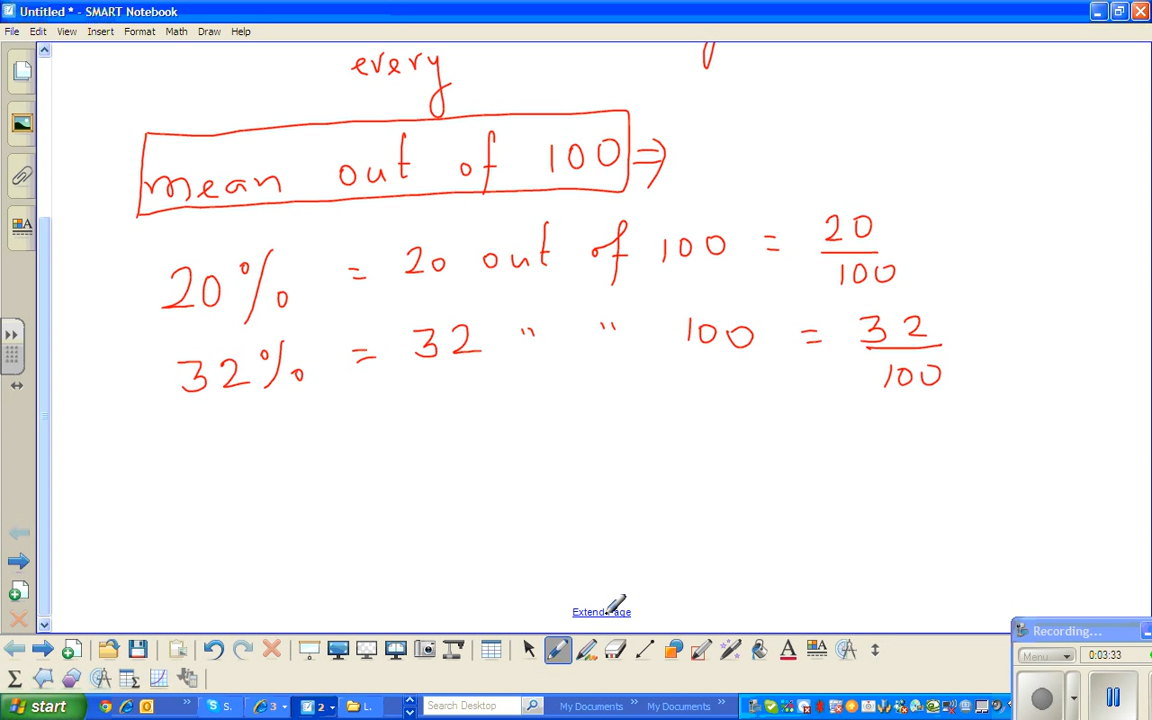 Untitled * - SMART Notebook
File Edit View Insert Format Math Draw Help
every
mean out of 100 ⇒
20% = 20 out of 100 = 20/100
32% = 32 " " 100 = 32/100
Extend Page
Recording...
Menu 0:03:33
start S. 3 2 L. Search Desktop My Documents My Documents